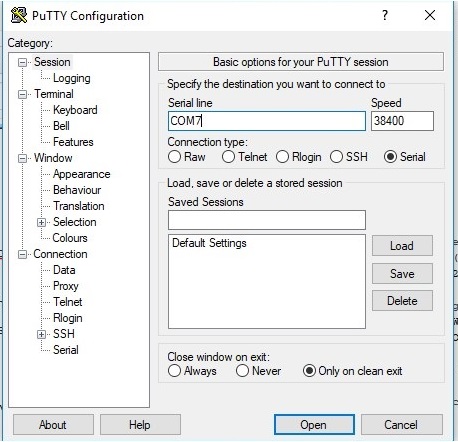 PuTTY Configuration
? ×
Category:
Session
Logging
Terminal
Keyboard
Bell
Features
Window
Appearance
Behaviour
Translation
Selection
Colours
Connection
Data
Proxy
Telnet
Rlogin
SSH
Serial
Basic options for your PuTTY session
Specify the destination you want to connect to
Serial line Speed
COM7 38400
Connection type:
Raw Telnet Rlogin SSH Serial
Load, save or delete a stored session
Saved Sessions
Default Settings
Load
Save
Delete
Close window on exit:
Always Never Only on clean exit
About Help Open Cancel